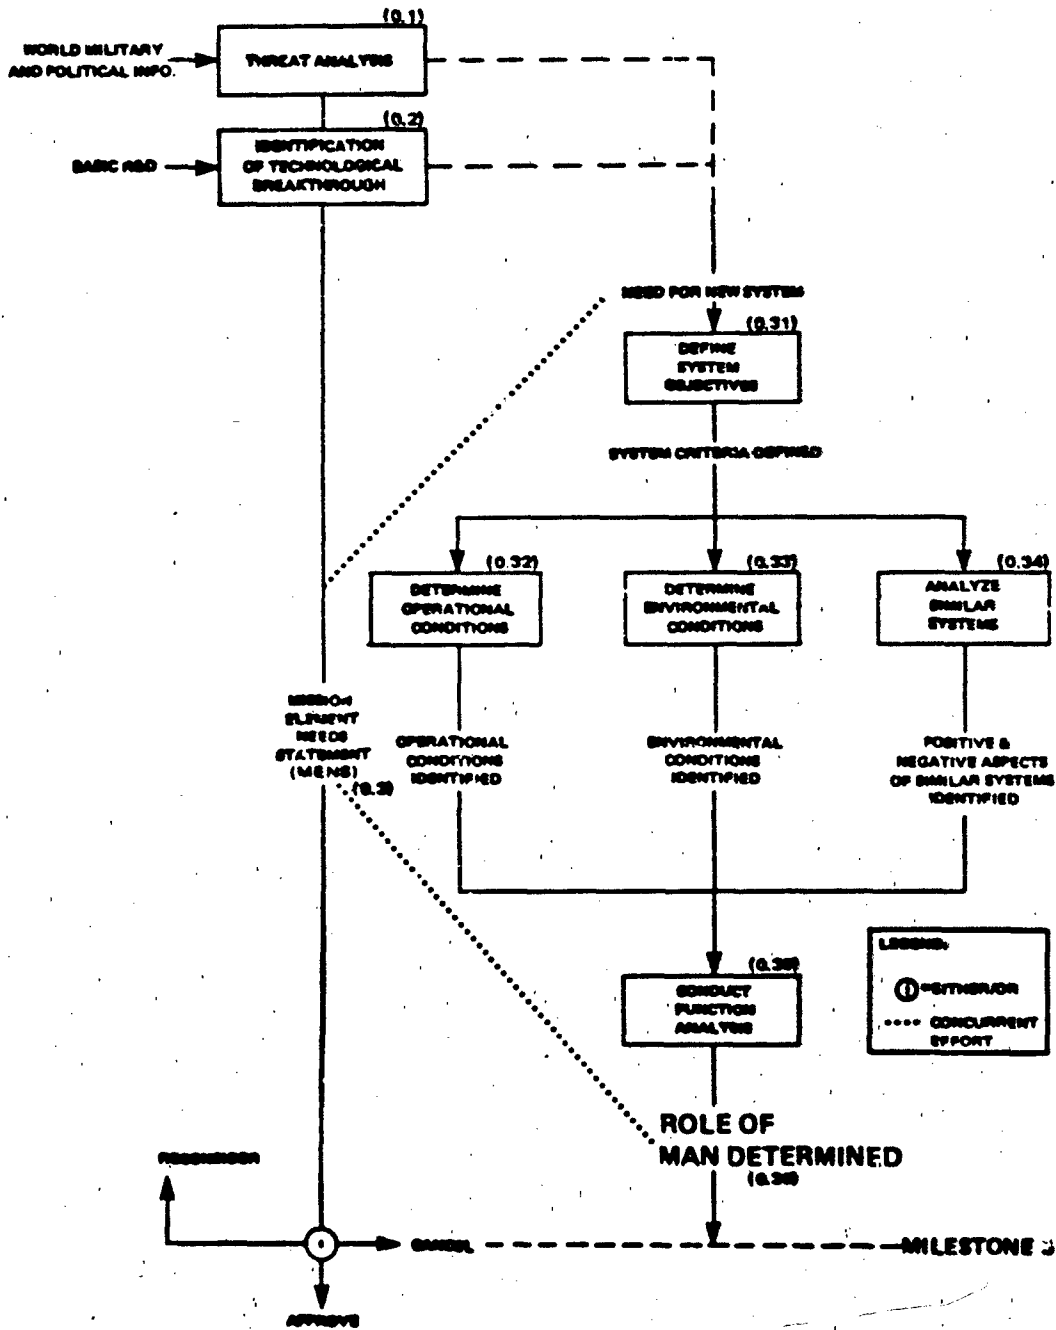 (0.1)
WORLD MILITARY
AND POLITICAL INFO.
THREAT ANALYSIS
(0.2)
BASIC R&D
IDENTIFICATION
OF TECHNOLOGICAL
BREAKTHROUGH
NEED FOR NEW SYSTEM
(0.31)
DEFINE
SYSTEM
OBJECTIVES
SYSTEM CRITERIA DEFINED
(0.32)
DETERMINE
OPERATIONAL
CONDITIONS
(0.33)
DETERMINE
ENVIRONMENTAL
CONDITIONS
(0.34)
ANALYZE
SIMILAR
SYSTEMS
MISSION
ELEMENT
NEEDS
STATEMENT
(MENS)
(0.3)
OPERATIONAL
CONDITIONS
IDENTIFIED
ENVIRONMENTAL
CONDITIONS
IDENTIFIED
POSITIVE &
NEGATIVE ASPECTS
OF SIMILAR SYSTEMS
IDENTIFIED
LEGEND:
= EITHER/OR
CONCURRENT
EFFORT
CONDUCT
FUNCTION
ANALYSIS
ROLE OF
MAN DETERMINED
RECONSIDER
CANCEL
MILESTONE
APPROVE